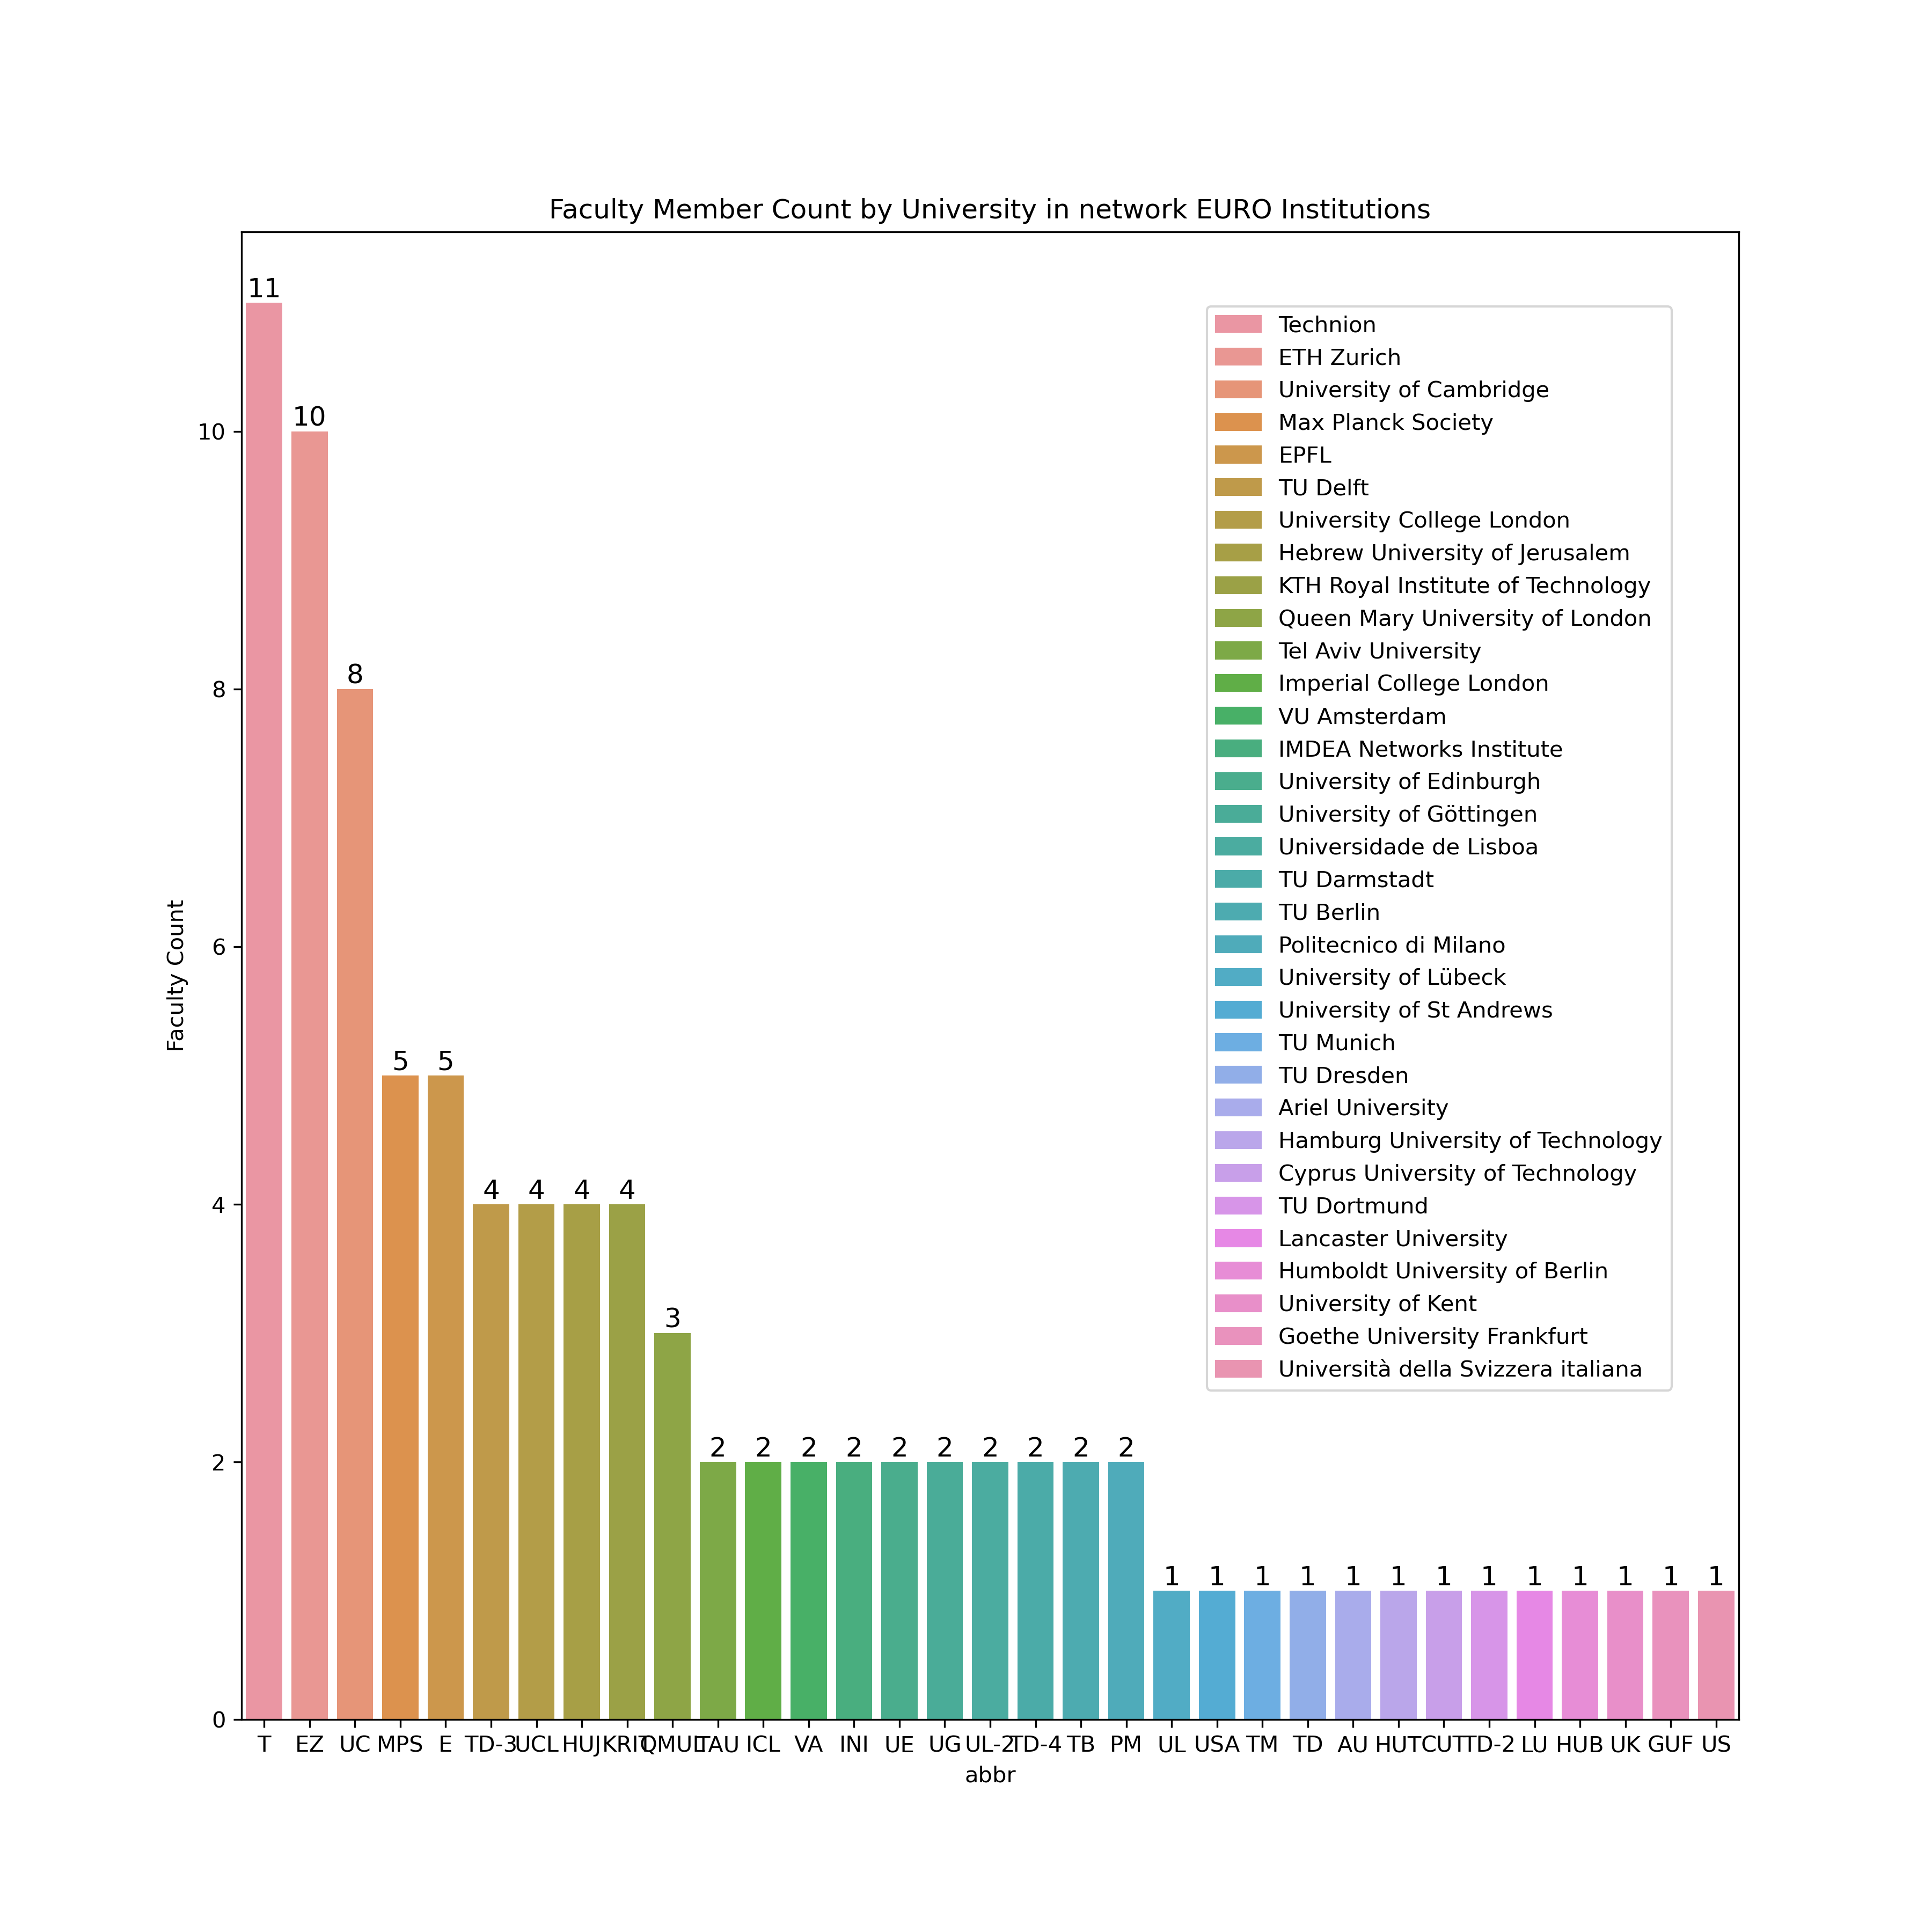 Faculty Member Count by University in network EURO Institutions
11
10
8
5 5
4 4 4 4
3
2 2 2 2 2 2 2 2 2 2
1 1 1 1 1 1 1 1 1 1 1 1 1
Technion
ETH Zurich
University of Cambridge
Max Planck Society
EPFL
TU Delft
University College London
Hebrew University of Jerusalem
KTH Royal Institute of Technology
Queen Mary University of London
Tel Aviv University
Imperial College London
VU Amsterdam
IMDEA Networks Institute
University of Edinburgh
University of Göttingen
Universidade de Lisboa
TU Darmstadt
TU Berlin
Politecnico di Milano
University of Lübeck
University of St Andrews
TU Munich
TU Dresden
Ariel University
Hamburg University of Technology
Cyprus University of Technology
TU Dortmund
Lancaster University
Humboldt University of Berlin
University of Kent
Goethe University Frankfurt
Università della Svizzera italiana
Faculty Count
10
8
6
4
2
0
T EZ UC MPS E TD-3 UCL HUJ KRIT QMUL TAU ICL VA INI UE UG UL-2 TD-4 TB PM UL USA TM TD AU HUT CUT TD-2 LU HUB UK GUF US
abbr